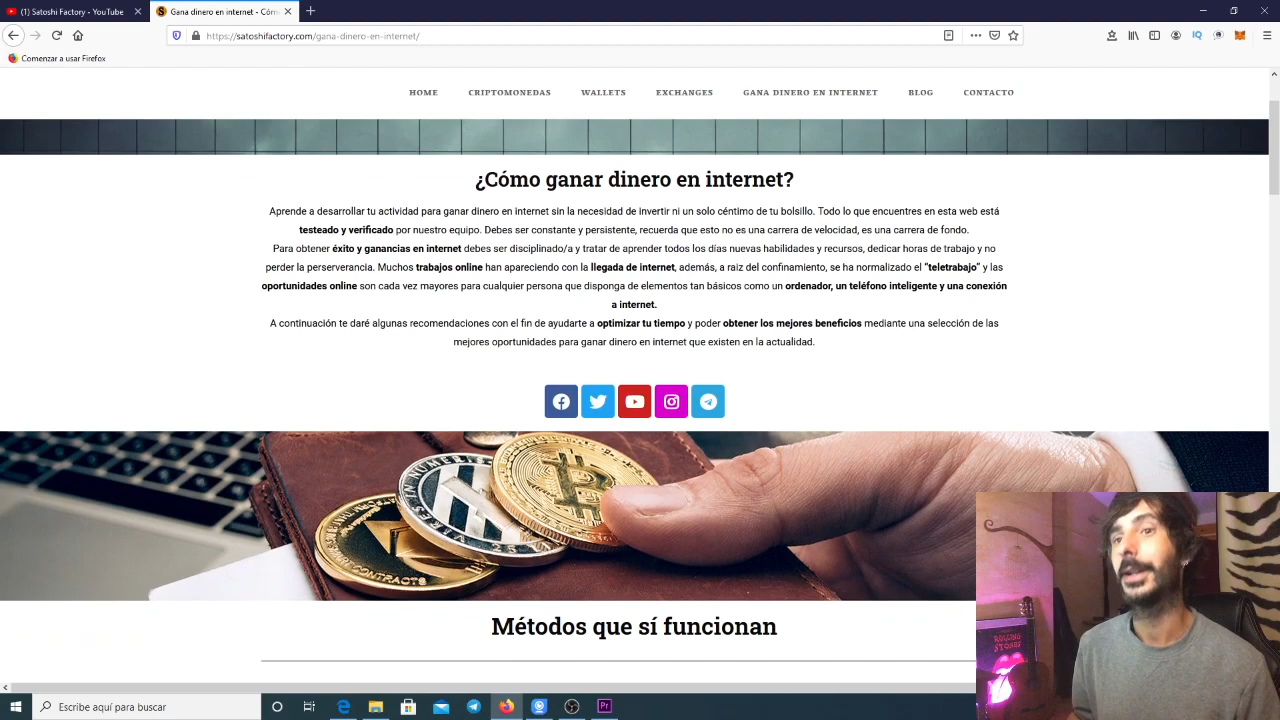 (1) Satoshi Factory - YouTube
Gana dinero en internet - Cóm
https://satoshifactory.com/gana-dinero-en-internet/
Comenzar a usar Firefox
HOME CRIPTOMONEDAS WALLETS EXCHANGES GANA DINERO EN INTERNET BLOG CONTACTO
¿Cómo ganar dinero en internet?
Aprende a desarrollar tu actividad para ganar dinero en internet sin la necesidad de invertir ni un solo céntimo de tu bolsillo. Todo lo que encuentres en esta web está
testeado y verificado por nuestro equipo. Debes ser constante y persistente, recuerda que esto no es una carrera de velocidad, es una carrera de fondo.
Para obtener éxito y ganancias en internet debes ser disciplinado/a y tratar de aprender todos los días nuevas habilidades y recursos, dedicar horas de trabajo y no
perder la perserverancia. Muchos trabajos online han apareciendo con la llegada de internet, además, a raiz del confinamiento, se ha normalizado el "teletrabajo" y las
oportunidades online son cada vez mayores para cualquier persona que disponga de elementos tan básicos como un ordenador, un teléfono inteligente y una conexión
a internet.
A continuación te daré algunas recomendaciones con el fin de ayudarte a optimizar tu tiempo y poder obtener los mejores beneficios mediante una selección de las
mejores oportunidades para ganar dinero en internet que existen en la actualidad.
Métodos que sí funcionan
ROLLING
STONES
Escribe aquí para buscar